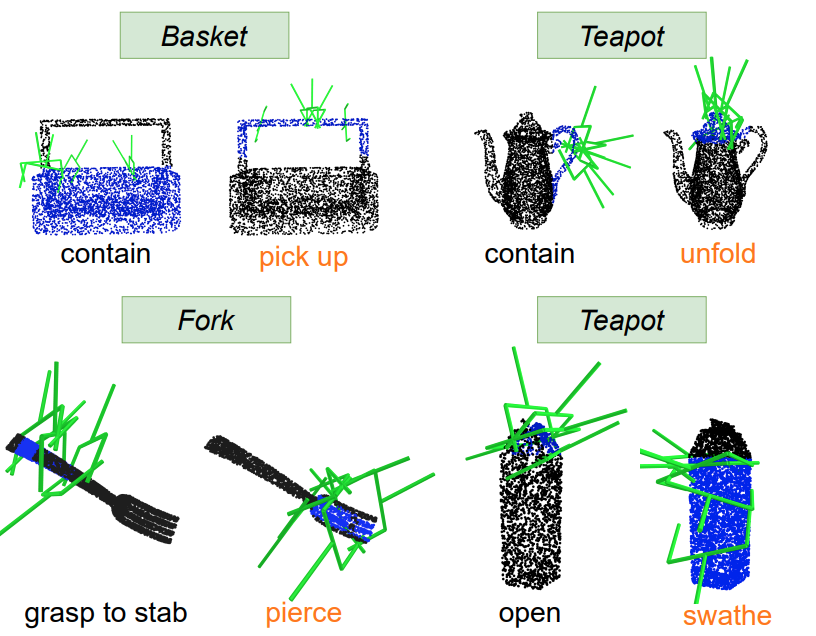 Basket
Teapot
contain
pick up
contain
unfold
Fork
Teapot
grasp to stab
pierce
open
swathe